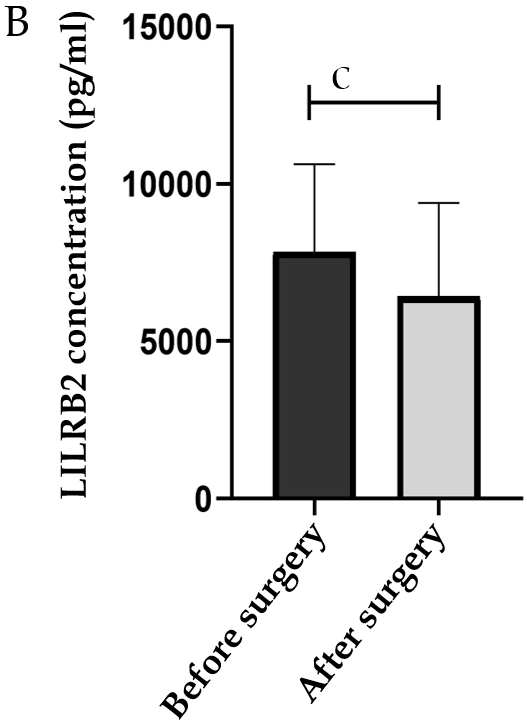 B
LILRB2 concentration (pg/ml)
15000
10000
5000
0
C
Before surgery
After surgery